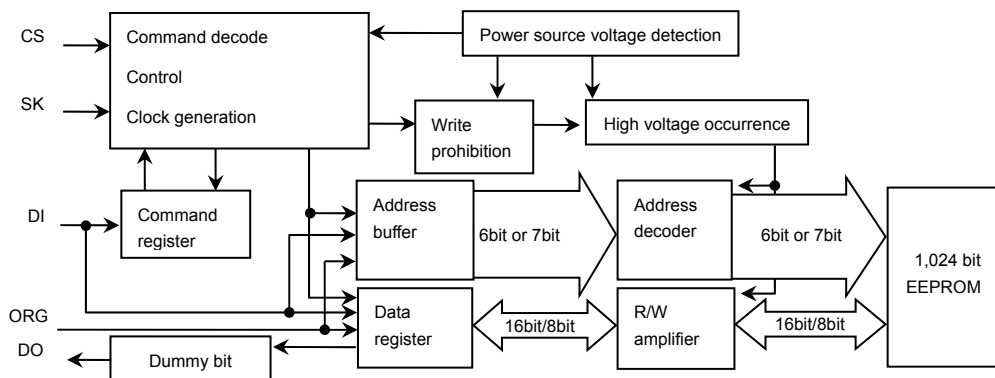 CS
Command decode
Control
Clock generation
Power source voltage detection
SK
Write
prohibition
High voltage occurrence
DI
Command
register
Address
buffer
6bit or 7bit
Address
decoder
6bit or 7bit
1,024 bit
EEPROM
ORG
DO
Dummy bit
Data
register
16bit/8bit
R/W
amplifier
16bit/8bit